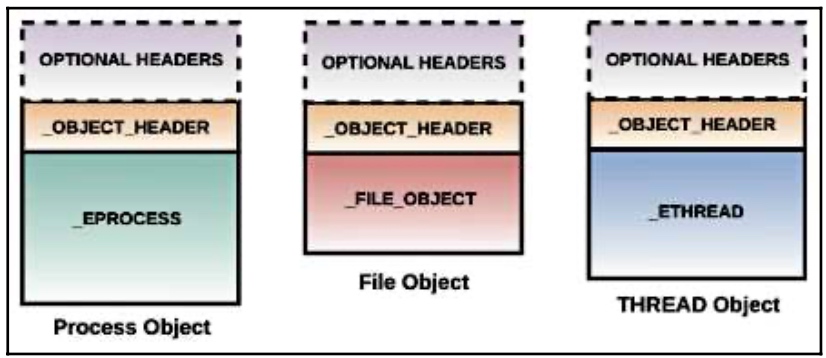 OPTIONAL HEADERS
_OBJECT_HEADER
_EPROCESS
Process Object
OPTIONAL HEADERS
_OBJECT_HEADER
_FILE_OBJECT
File Object
OPTIONAL HEADERS
_OBJECT_HEADER
_ETHREAD
THREAD Object